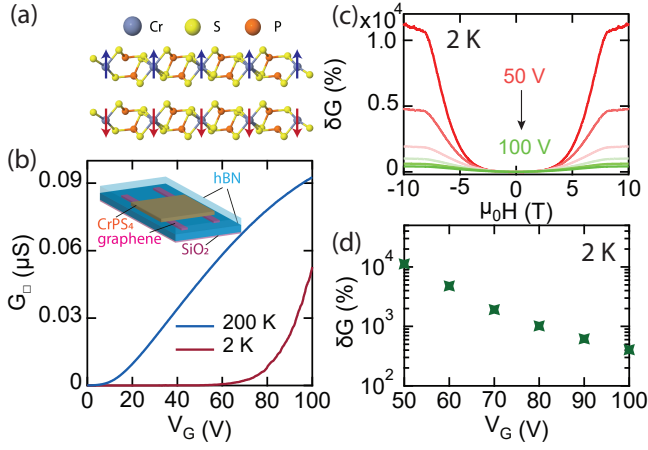 (a)
Cr S P
(b)
0.09
0.06
0.03
0
G□ (μS)
hBN
CrPS₄
graphene
SiO₂
200 K
2 K
0 20 40 60 80 100
V_G (V)
(c)
×10⁴
1.0
0.5
0.0
δG (%)
2 K
50 V
100 V
-10 -5 0 5 10
μ₀H (T)
(d)
2 K
10⁴
10³
10²
δG (%)
50 60 70 80 90 100
V_G (V)